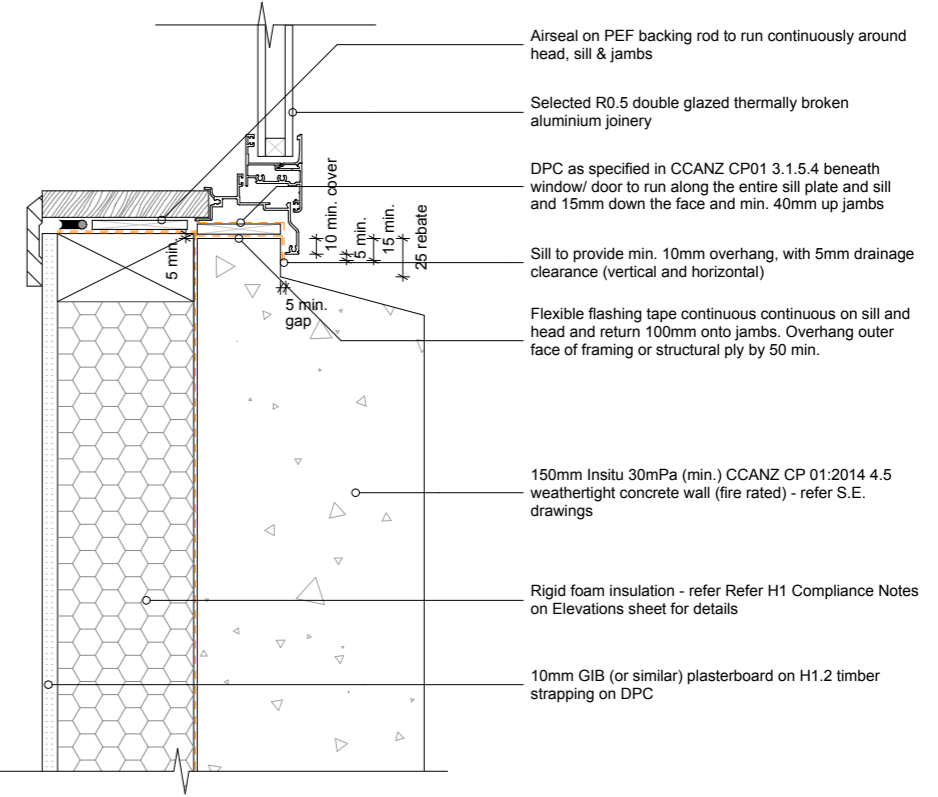 Airseal on PEF backing rod to run continuously around
head, sill & jambs
Selected R0.5 double glazed thermally broken
aluminium joinery
DPC as specified in CCANZ CP01 3.1.5.4 beneath
window/ door to run along the entire sill plate and sill
and 15mm down the face and min. 40mm up jambs
10 min. cover
5 min.
15 min.
25 rebate
5 min.
Sill to provide min. 10mm overhang, with 5mm drainage
clearance (vertical and horizontal)
5 min.
gap
Flexible flashing tape continuous continuous on sill and
head and return 100mm onto jambs. Overhang outer
face of framing or structural ply by 50 min.
150mm Insitu 30mPa (min.) CCANZ CP 01:2014 4.5
weathertight concrete wall (fire rated) - refer S.E.
drawings
Rigid foam insulation - refer Refer H1 Compliance Notes
on Elevations sheet for details
10mm GIB (or similar) plasterboard on H1.2 timber
strapping on DPC